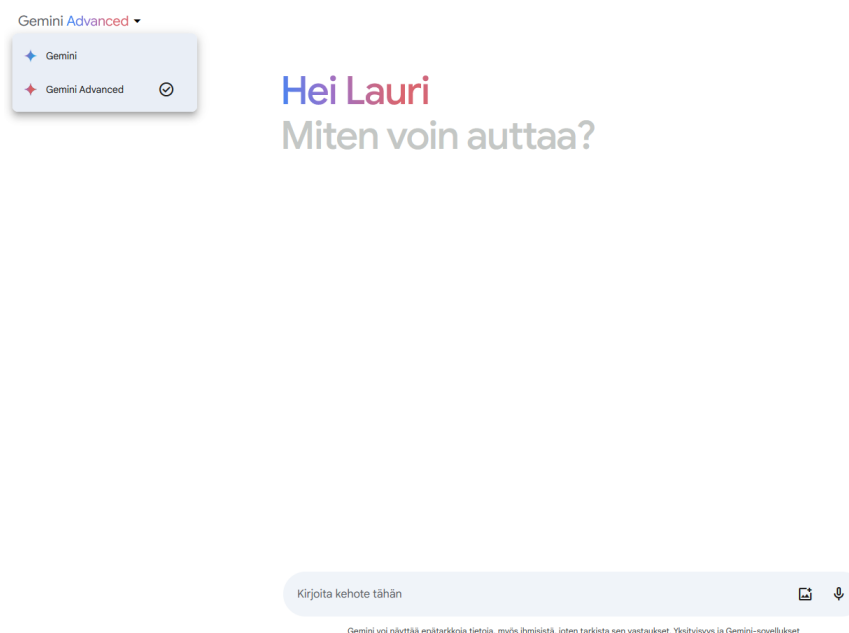 Gemini Advanced
Gemini
Gemini Advanced
Hei Lauri
Miten voin auttaa?
Kirjoita kehote tähän
Gemini voi näyttää epätarkkoja tietoja, myös ihmisistä, joten tarkista sen vastaukset. Yksityisyys ja Gemini-sovellukset